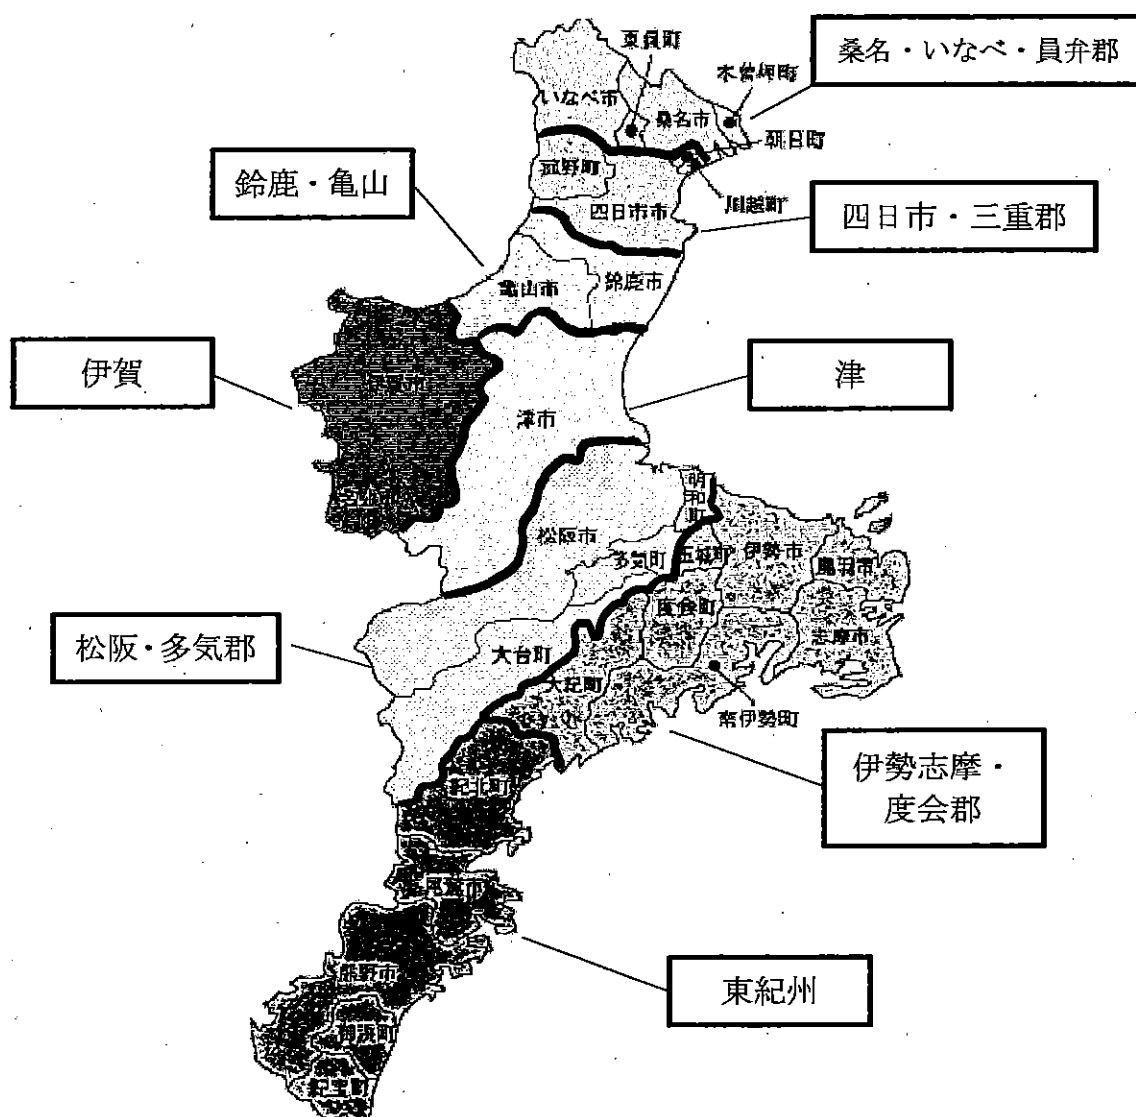 東員町
桑名・いなべ・員弁郡
木曽岬町
いなべ市
桑名市
朝日町
菰野町
鈴鹿・亀山
川越町
四日市市
四日市・三重郡
鈴鹿市
亀山市
伊賀
伊賀市
津
津市
明和町
名張市
松阪市
伊勢市
多気町
玉城町
鳥羽市
度会町
松阪・多気郡
志摩市
大台町
大紀町
南伊勢町
伊勢志摩・
度会郡
紀北町
尾鷲市
熊野市
東紀州
御浜町
紀宝町